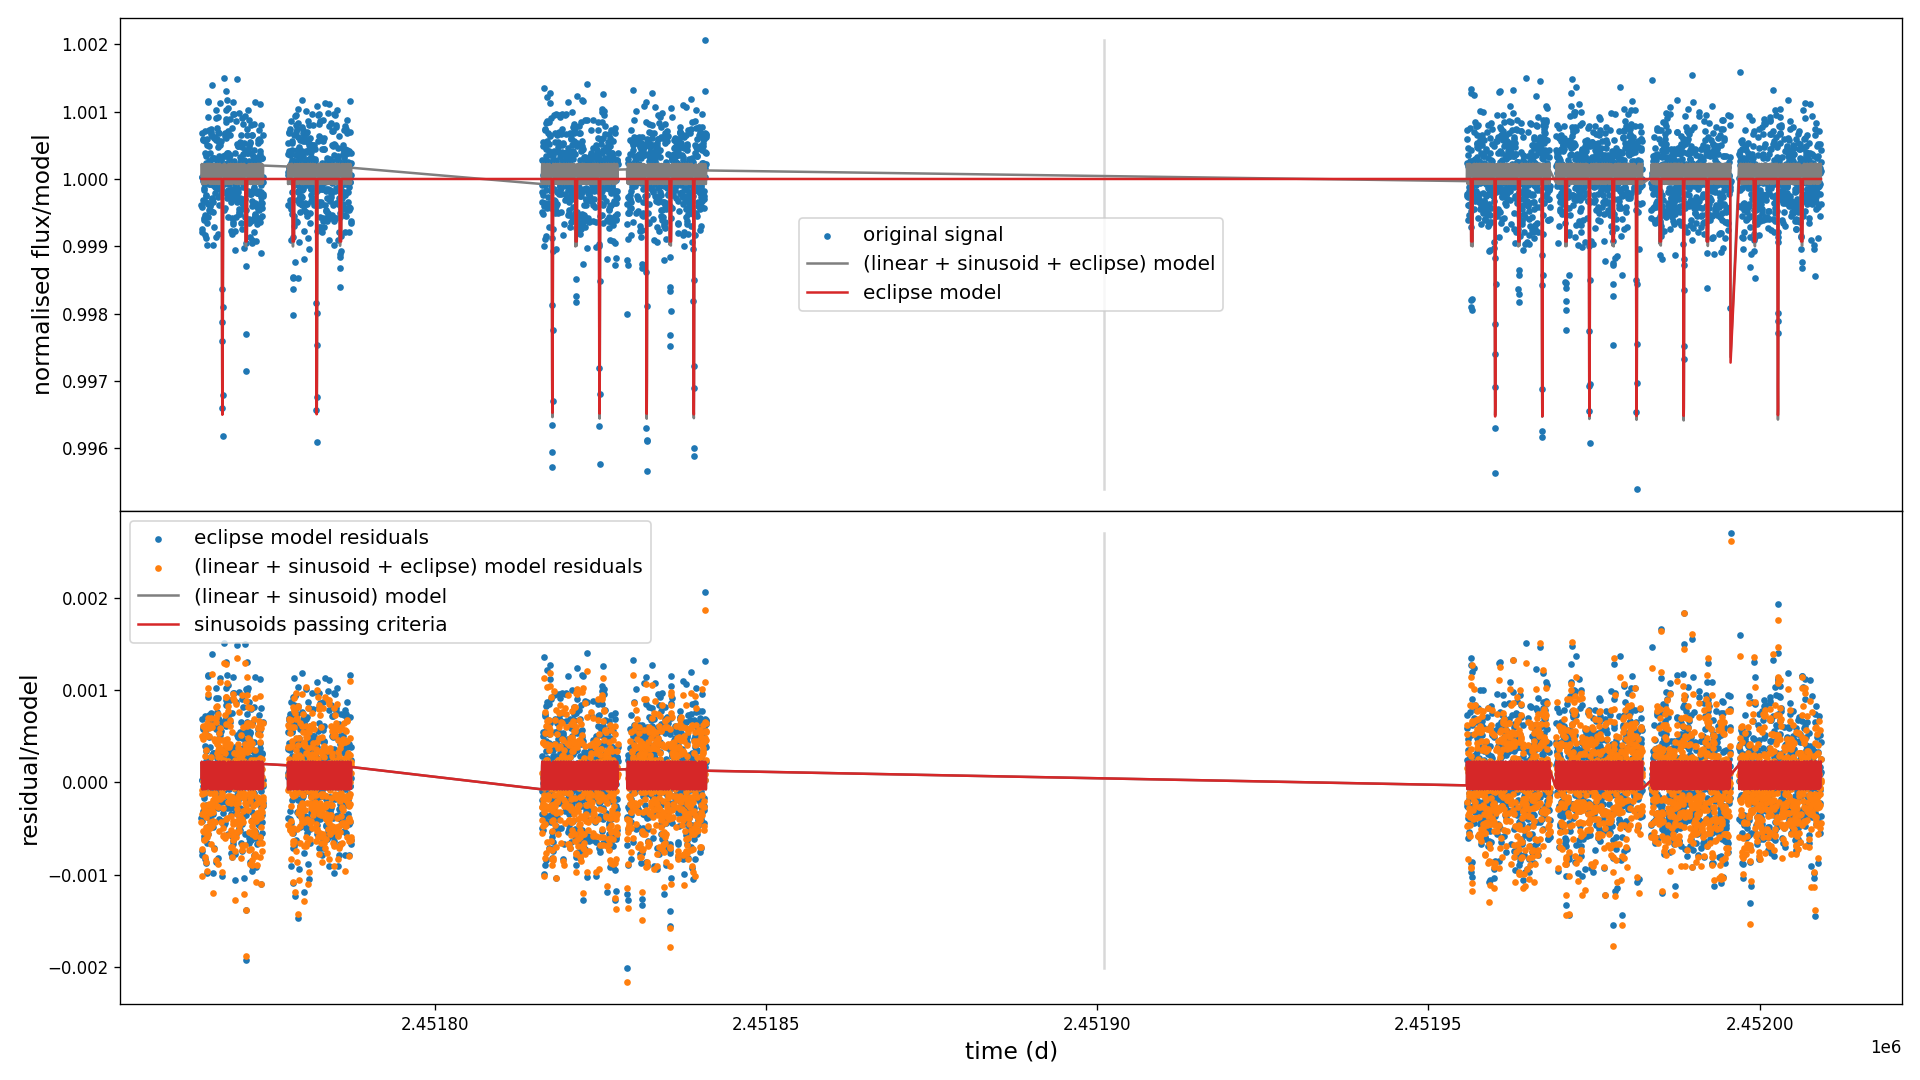 1.002
1.001
1.000
0.999
0.998
0.997
0.996
normalised flux/model
original signal
(linear + sinusoid + eclipse) model
eclipse model
eclipse model residuals
(linear + sinusoid + eclipse) model residuals
(linear + sinusoid) model
sinusoids passing criteria
0.002
0.001
0.000
−0.001
−0.002
residual/model
2.45180
2.45185
2.45190
2.45195
2.45200
1e6
time (d)